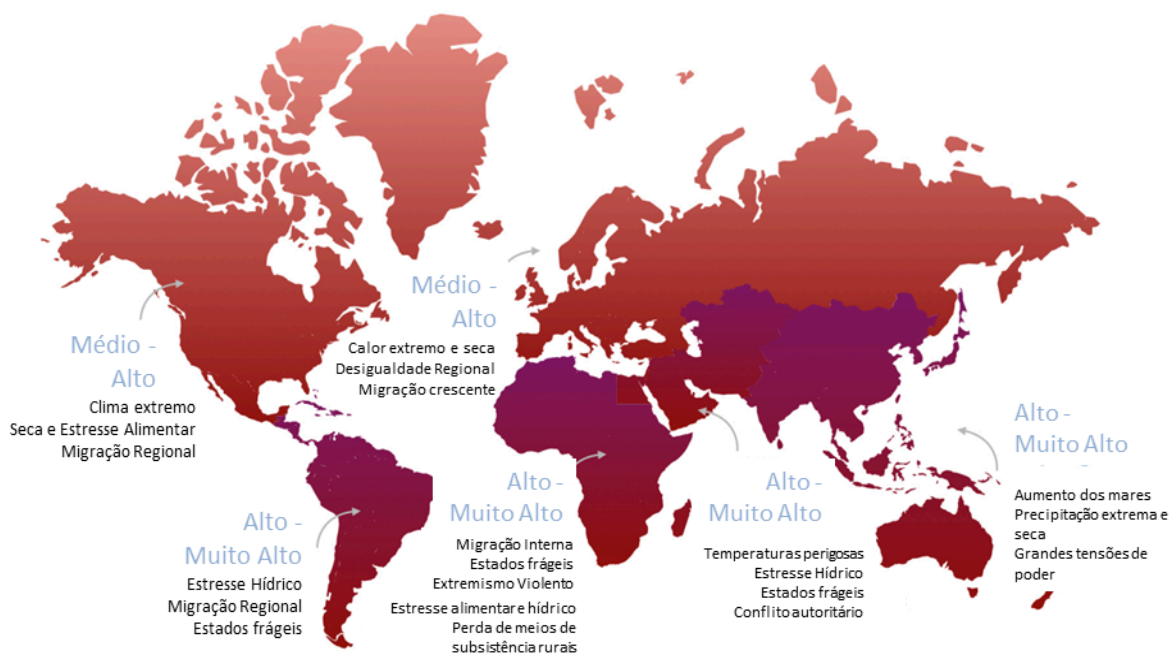 Médio -
Alto
Clima extremo
Seca e Estresse Alimentar
Migração Regional
Médio -
Alto
Calor extremo e seca
Desigualdade Regional
Migração crescente
Alto -
Muito Alto
Estresse Hídrico
Migração Regional
Estados frágeis
Alto -
Muito Alto
Migração Interna
Estados frágeis
Extremismo Violento
Estresse alimentar e hídrico
Perda de meios de
subsistência rurais
Alto -
Muito Alto
Temperaturas perigosas
Estresse Hídrico
Estados frágeis
Conflito autoritário
Alto -
Muito Alto
Aumento dos mares
Precipitação extrema e
seca
Grandes tensões de
poder